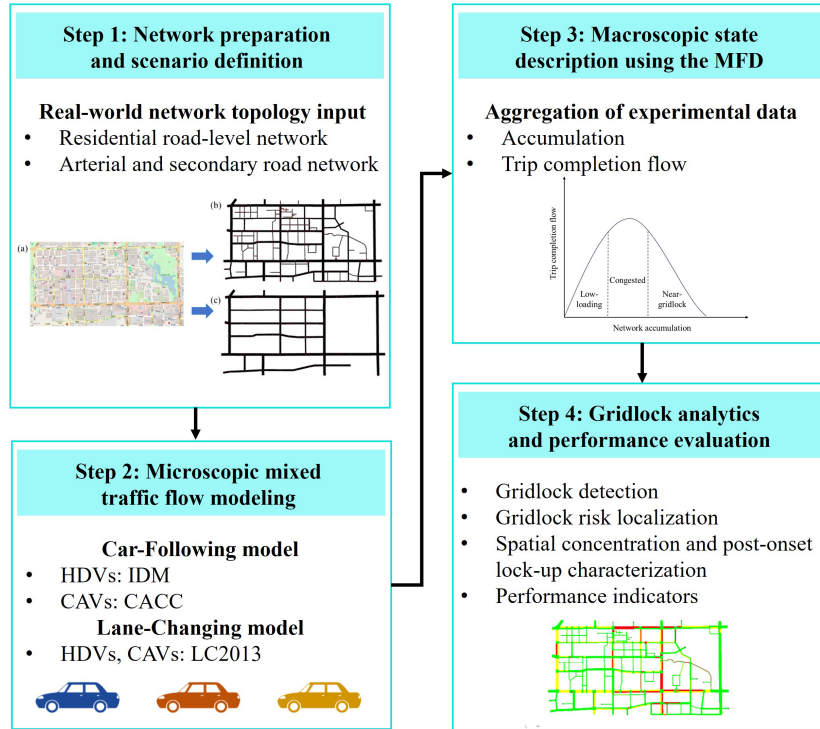 Step 1: Network preparation
and scenario definition
Real-world network topology input
• Residential road-level network
• Arterial and secondary road network
(a)
(b)
(c)
Step 2: Microscopic mixed
traffic flow modeling
Car-Following model
• HDVs: IDM
• CAVs: CACC
Lane-Changing model
• HDVs, CAVs: LC2013
Step 3: Macroscopic state
description using the MFD
Aggregation of experimental data
• Accumulation
• Trip completion flow
Trip completion flow
Low-
loading
Congested
Near-
gridlock
Network accumulation
Step 4: Gridlock analytics
and performance evaluation
• Gridlock detection
• Gridlock risk localization
• Spatial concentration and post-onset
lock-up characterization
• Performance indicators